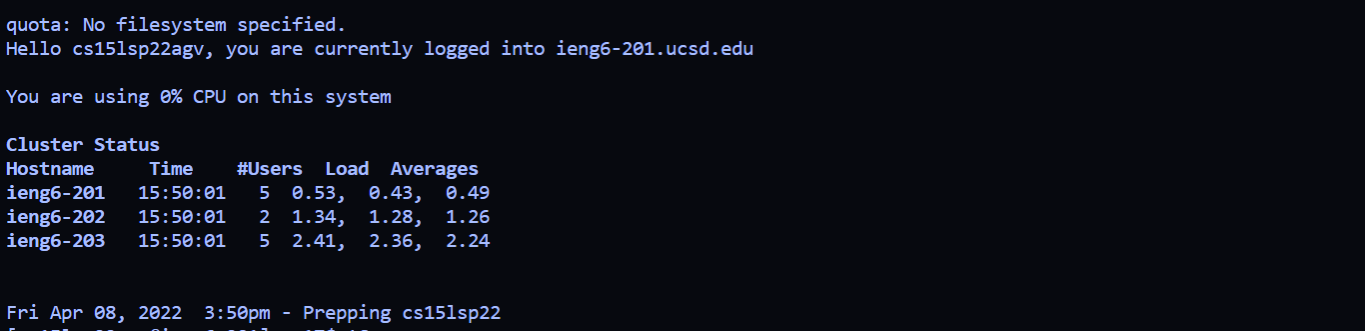 quota: No filesystem specified.
Hello cs15lsp22agv, you are currently logged into ieng6-201.ucsd.edu
You are using 0% CPU on this system
Cluster Status
Hostname     Time    #Users  Load  Averages
ieng6-201   15:50:01   5  0.53,  0.43,  0.49
ieng6-202   15:50:01   2  1.34,  1.28,  1.26
ieng6-203   15:50:01   5  2.41,  2.36,  2.24
Fri Apr 08, 2022  3:50pm - Prepping cs15lsp22